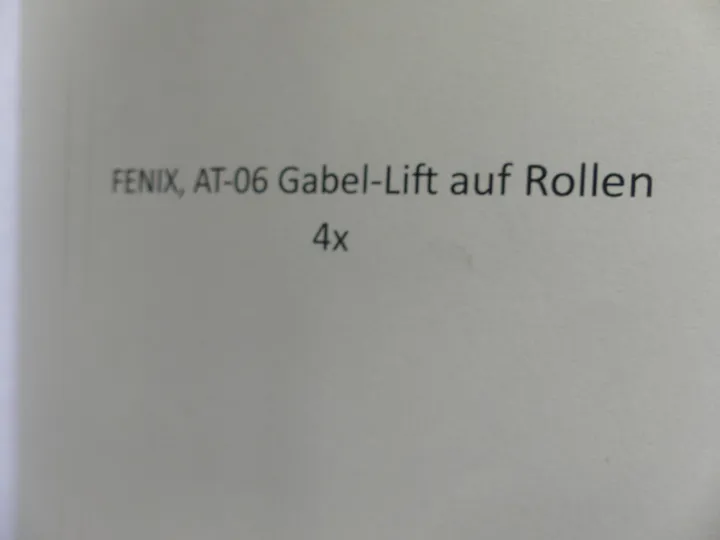 FENIX, AT-06 Gabel-Lift auf Rollen
4x